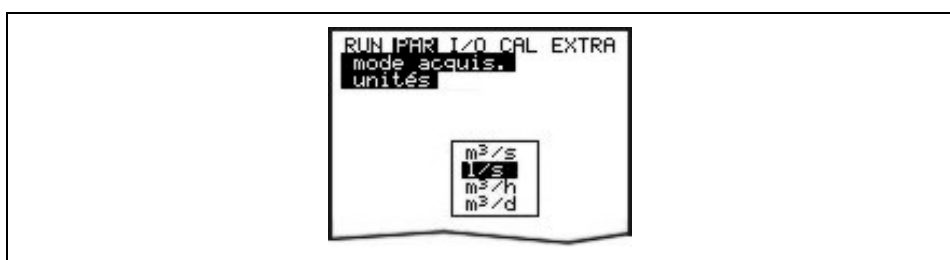 RUN PAR I/O CAL EXTRA
mode acquis.
unités
m³/s
l/s
m³/h
m³/d